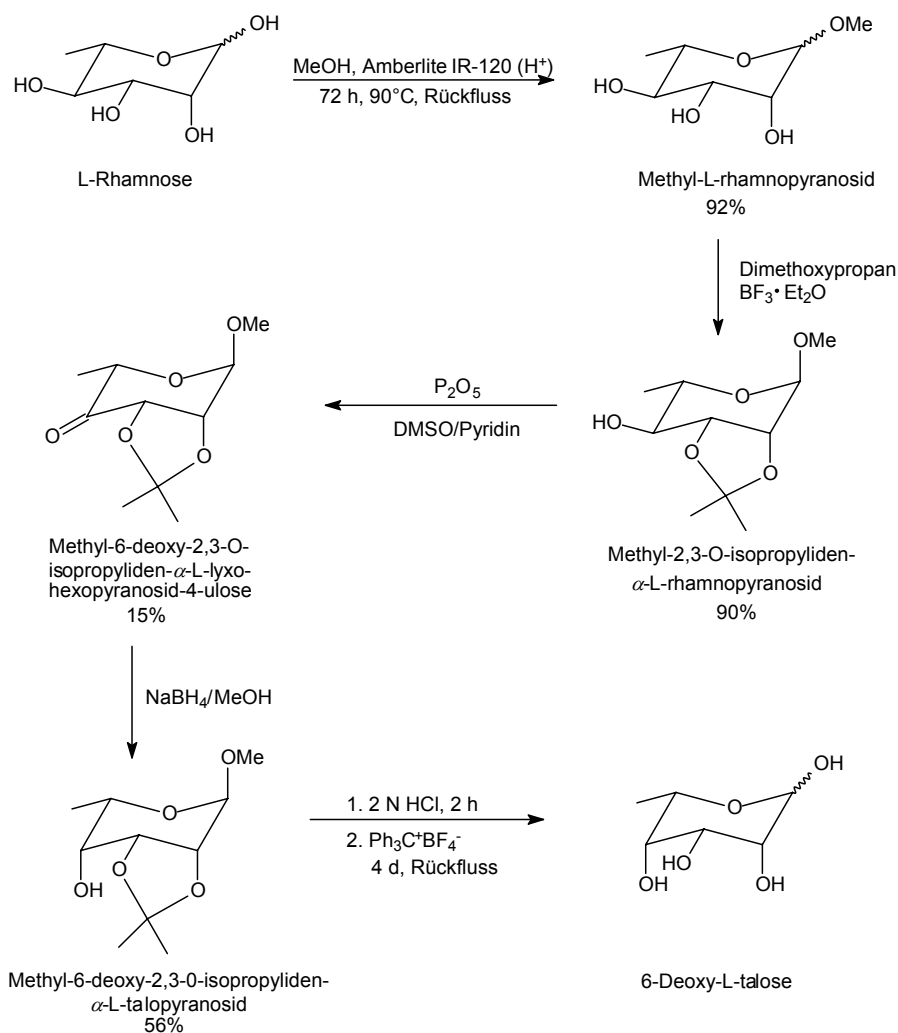 OH
O
HO
HO
OH
L-Rhamnose
MeOH, Amberlite IR-120 (H⁺)
72 h, 90°C, Rückfluss
OMe
O
HO
HO
OH
Methyl-L-rhamnopyranosid
92%
Dimethoxypropan
BF₃· Et₂O
OMe
O
HO
O
O
Methyl-2,3-O-isopropyliden-
α-L-rhamnopyranosid
90%
P₂O₅
DMSO/Pyridin
OMe
O
O
O
O
Methyl-6-deoxy-2,3-O-
isopropyliden-α-L-lyxo-
hexopyranosid-4-ulose
15%
NaBH₄/MeOH
OMe
O
O
OH
O
Methyl-6-deoxy-2,3-0-isopropyliden-
α-L-talopyranosid
56%
1. 2 N HCl, 2 h
2. Ph₃C⁺BF₄⁻
4 d, Rückfluss
OH
O
HO
OH
OH
6-Deoxy-L-talose